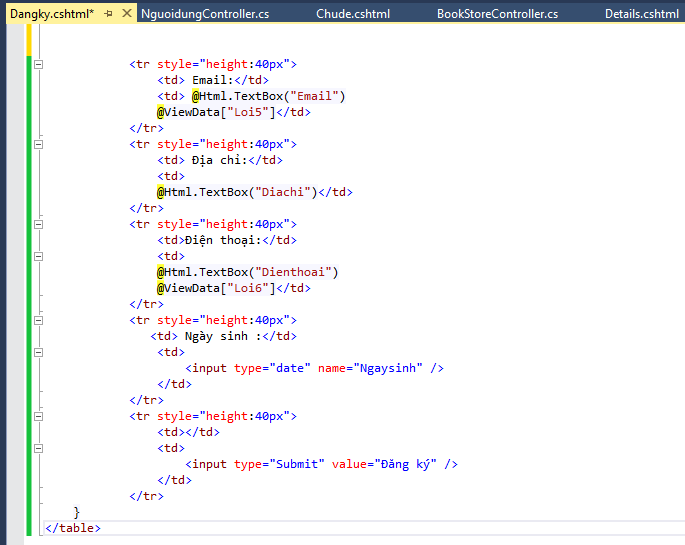 Dangky.cshtml* NguoidungController.cs Chude.cshtml BookStoreController.cs Details.cshtml
<tr style="height:40px">
<td> Email:</td>
<td> @Html.TextBox("Email")
@ViewData["Loi5"]</td>
</tr>
<tr style="height:40px">
<td> Địa chỉ:</td>
<td>
@Html.TextBox("Diachi")</td>
</tr>
<tr style="height:40px">
<td>Điện thoại:</td>
<td>
@Html.TextBox("Dienthoai")
@ViewData["Loi6"]</td>
</tr>
<tr style="height:40px">
<td> Ngày sinh :</td>
<td>
<input type="date" name="Ngaysinh" />
</td>
</tr>
<tr style="height:40px">
<td></td>
<td>
<input type="Submit" value="Đăng ký" />
</td>
</tr>
}
</table>